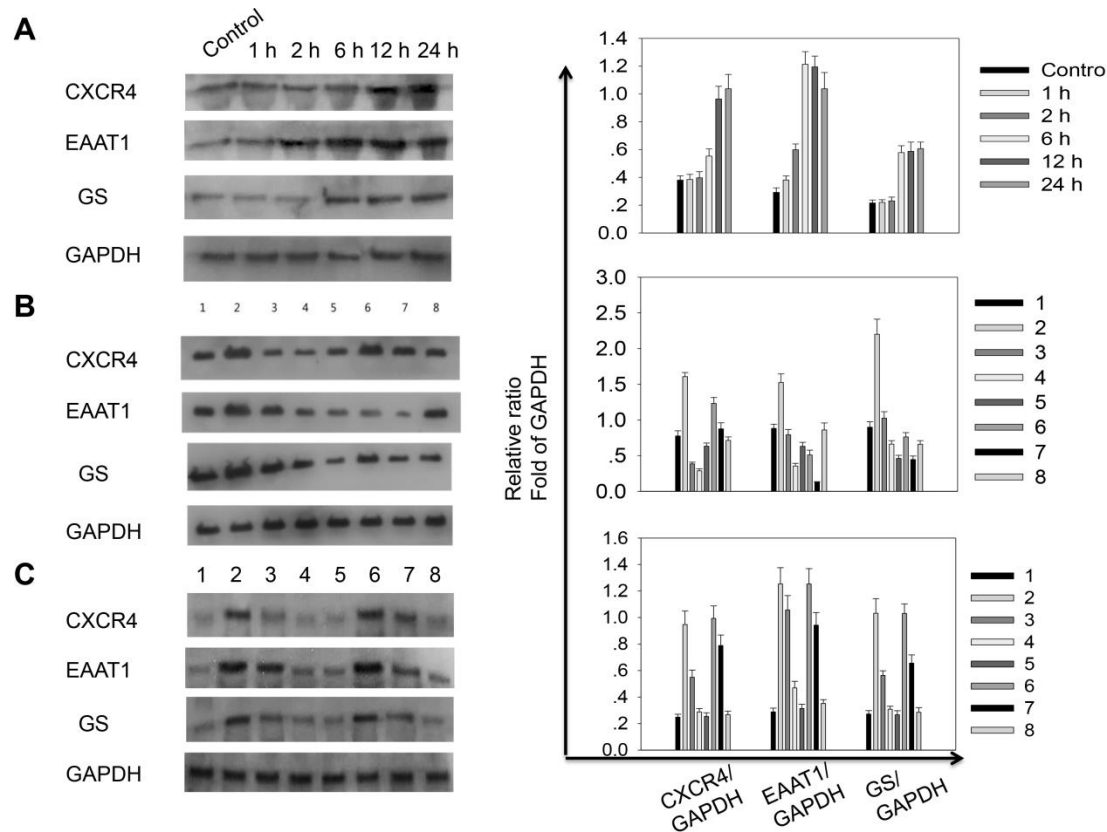 A
Control 1 h 2 h 6 h 12 h 24 h
CXCR4
EAAT1
GS
GAPDH
B
1 2 3 4 5 6 7 8
CXCR4
EAAT1
GS
GAPDH
C
1 2 3 4 5 6 7 8
CXCR4
EAAT1
GS
GAPDH
Relative ratio
Fold of GAPDH
1.4
1.2
1.0
.8
.6
.4
.2
0.0
Contro
1 h
2 h
6 h
12 h
24 h
3.0
2.5
2.0
1.5
1.0
.5
0.0
1
2
3
4
5
6
7
8
1.6
1.4
1.2
1.0
.8
.6
.4
.2
0.0
1
2
3
4
5
6
7
8
CXCR4/
GAPDH
EAAT1/
GAPDH
GS/
GAPDH